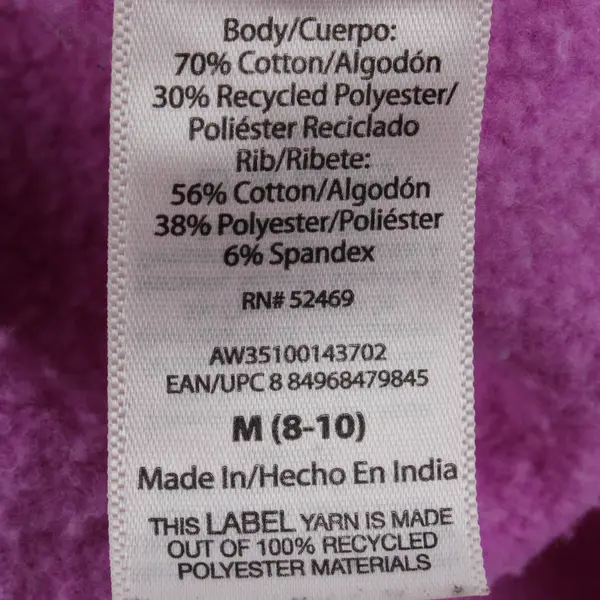 Body/Cuerpo:
70% Cotton/Algodón
30% Recycled Polyester/
Poliéster Reciclado
Rib/Ribete:
56% Cotton/Algodón
38% Polyester/Poliéster
6% Spandex
RN# 52469
AW35100143702
EAN/UPC 8 84968479845
M (8-10)
Made In/Hecho En India
THIS LABEL YARN IS MADE
OUT OF 100% RECYCLED
POLYESTER MATERIALS